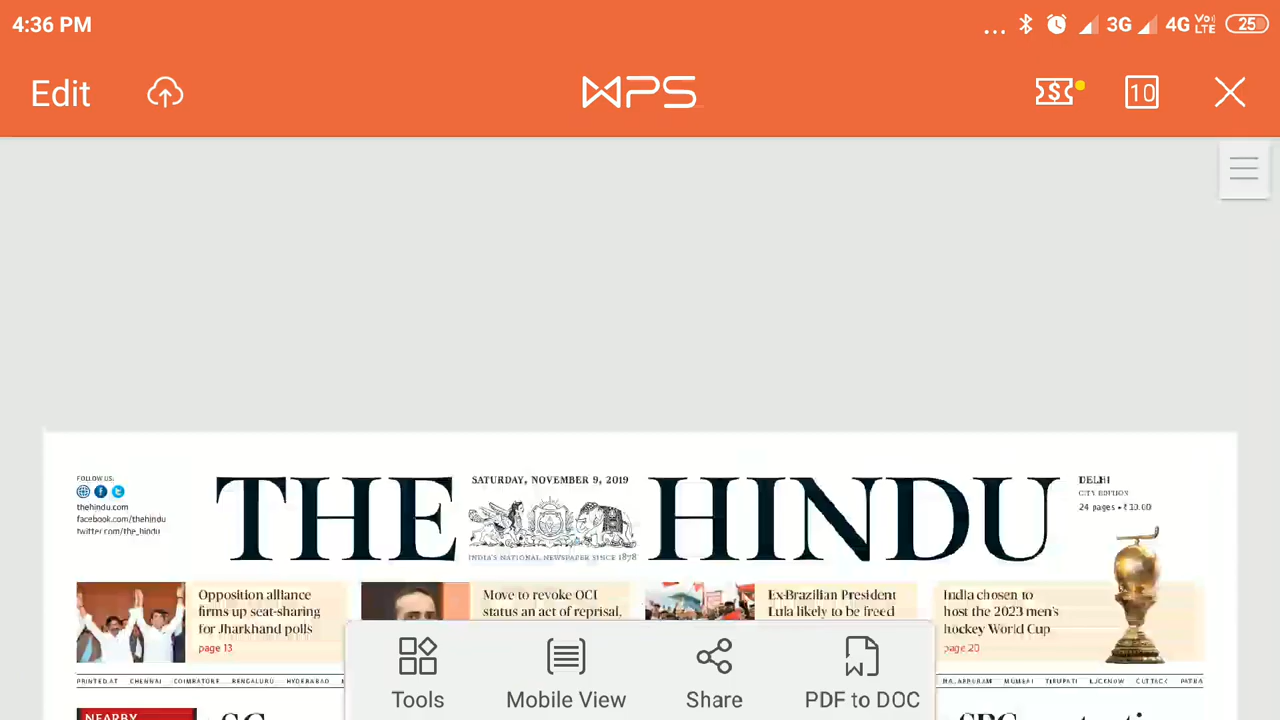 4:36 PM
... 3G 4G Vo) LTE 25
Edit
WPS
10
FOLLOW US:
thehindu.com
facebook.com/thehindu
twitter.com/the_hindu
THE HINDU
SATURDAY, NOVEMBER 9, 2019
INDIA'S NATIONAL NEWSPAPER SINCE 1878
DELHI
CITY EDITION
24 pages • ₹10.00
Opposition alliance
firms up seat-sharing
for Jharkhand polls
page 13
Move to revoke OCI
status an act of reprisal,
Ex-Brazilian President
Lula likely to be freed
India chosen to
host the 2023 men's
hockey World Cup
page 20
PRINTED AT CHENNAI COIMBATORE BENGALURU HYDERABAD
MALAPPURAM MUMBAI TIRUPATI LUCKNOW CUTTACK PATNA
NEARBY
Tools
Mobile View
Share
PDF to DOC